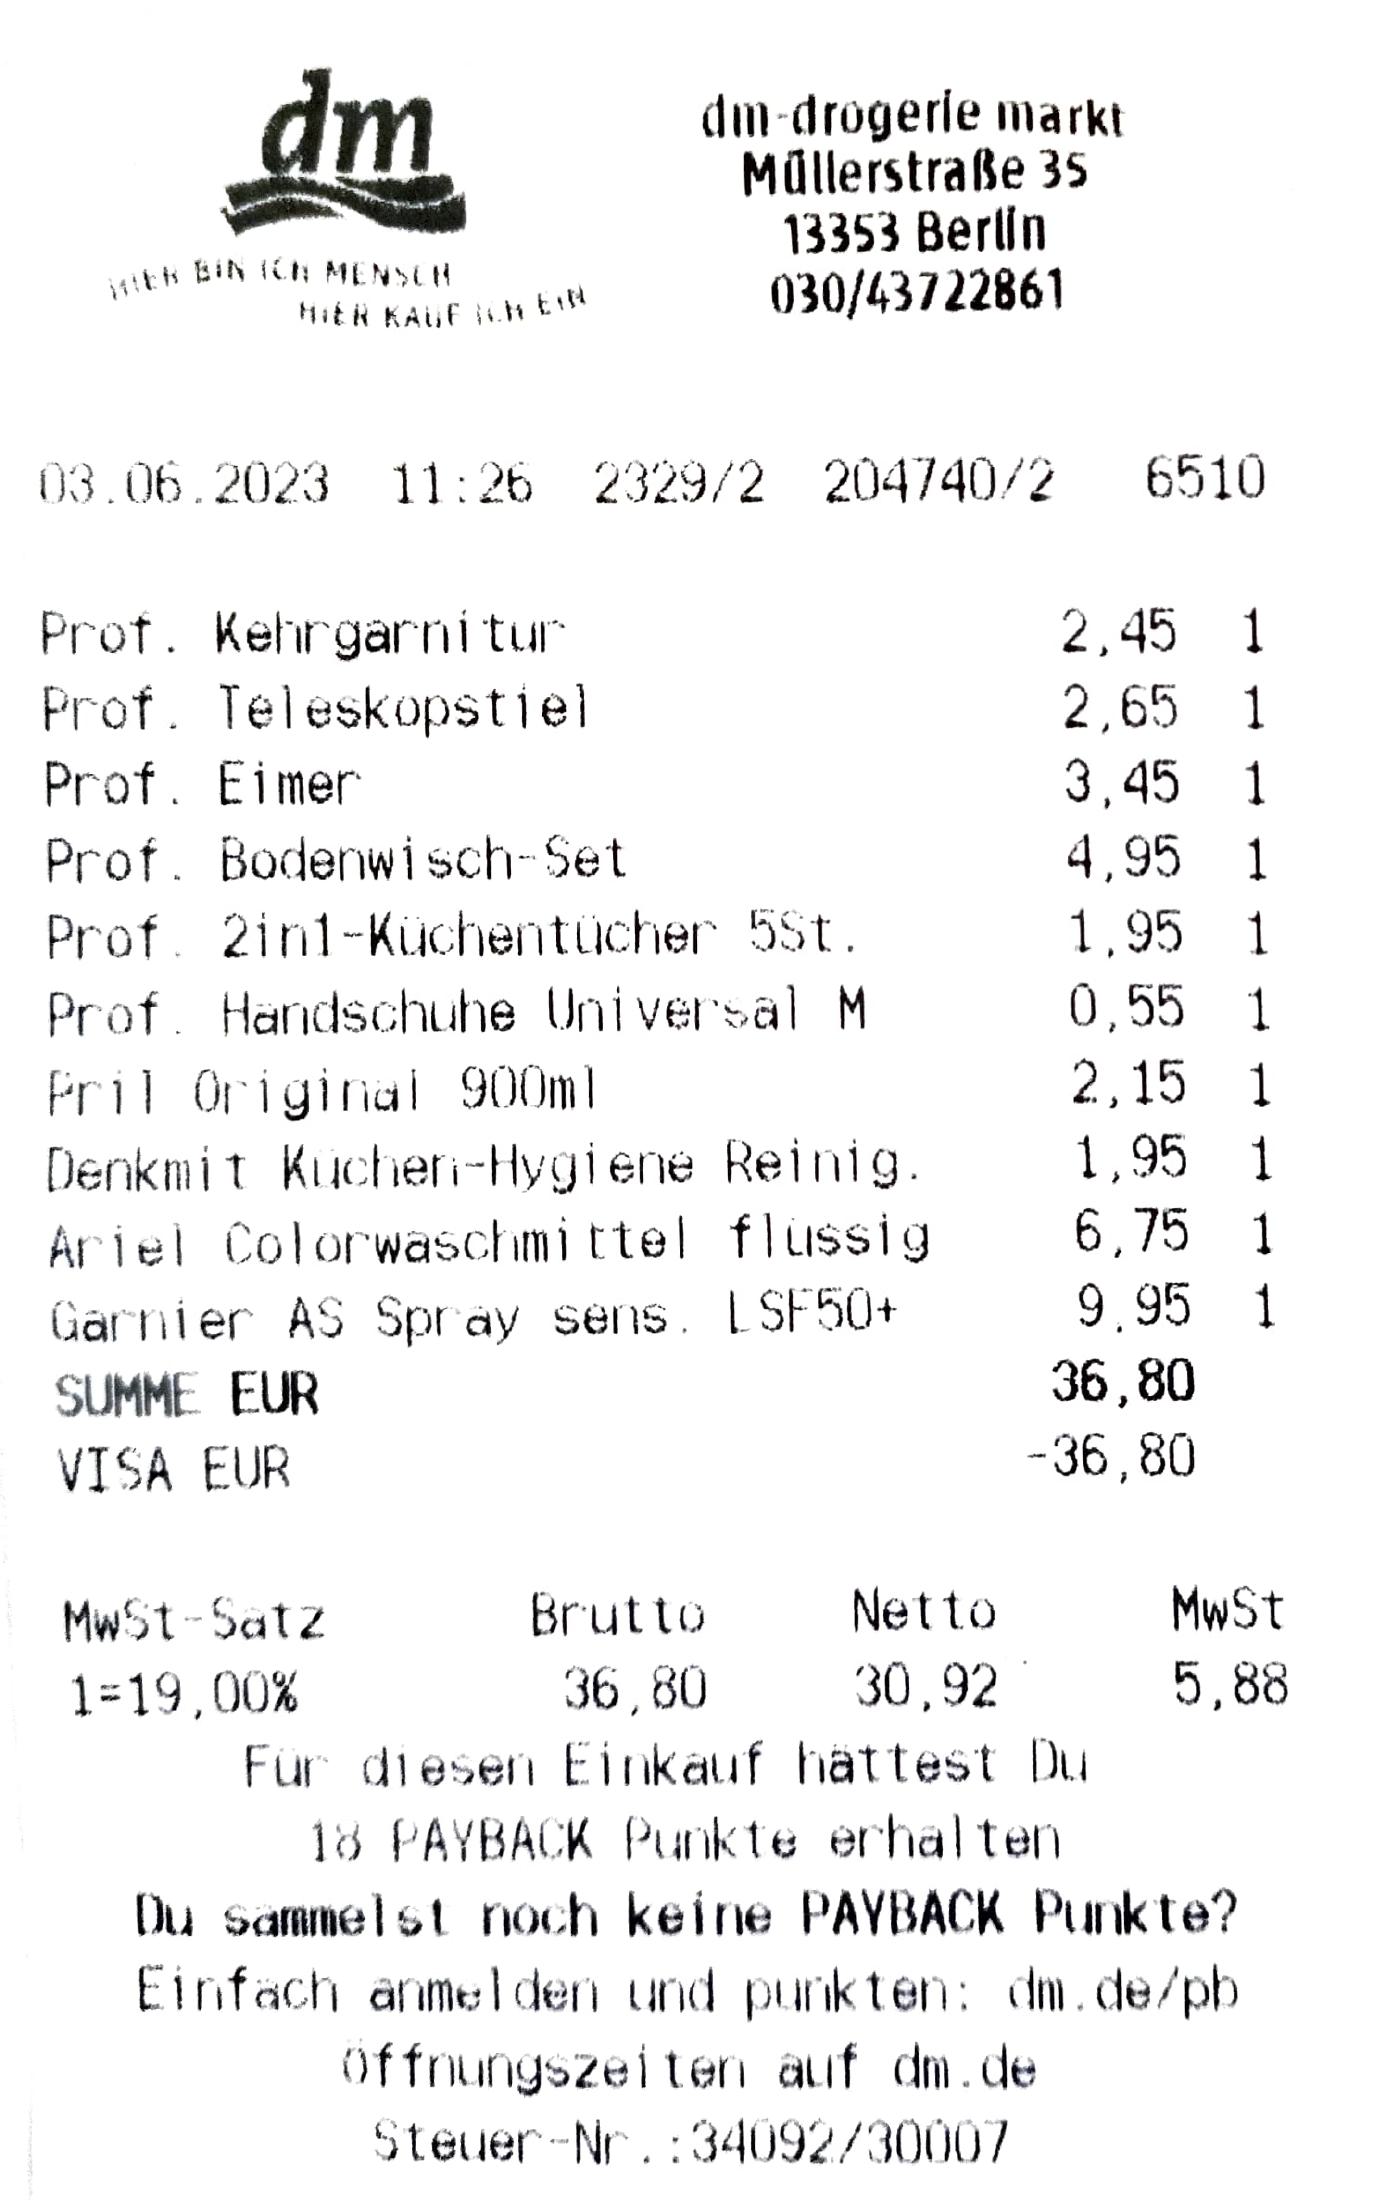 dm
HIER BIN ICH MENSCH
HIER KAUF ICH EIN
dm-drogerie markt
Müllerstraße 35
13353 Berlin
030/43722861
03.06.2023 11:26 2329/2 204740/2 6510
Prof. Kehrgarnitur 2,45 1
Prof. Teleskopstiel 2,65 1
Prof. Eimer 3,45 1
Prof. Bodenwisch-Set 4,95 1
Prof. 2in1-Küchentücher 5St. 1,95 1
Prof. Handschuhe Universal M 0,55 1
Pril Original 900ml 2,15 1
Denkmit Küchen-Hygiene Reinig. 1,95 1
Ariel Colorwaschmittel flüssig 6,75 1
Garnier AS Spray sens. LSF50+ 9,95 1
SUMME EUR 36,80
VISA EUR -36,80
MwSt-Satz Brutto Netto MwSt
1=19,00% 36,80 30,92 5,88
Für diesen Einkauf hättest Du
18 PAYBACK Punkte erhalten
Du sammelst noch keine PAYBACK Punkte?
Einfach anmelden und punkten: dm.de/pb
Öffnungszeiten auf dm.de
Steuer-Nr.:34092/30007